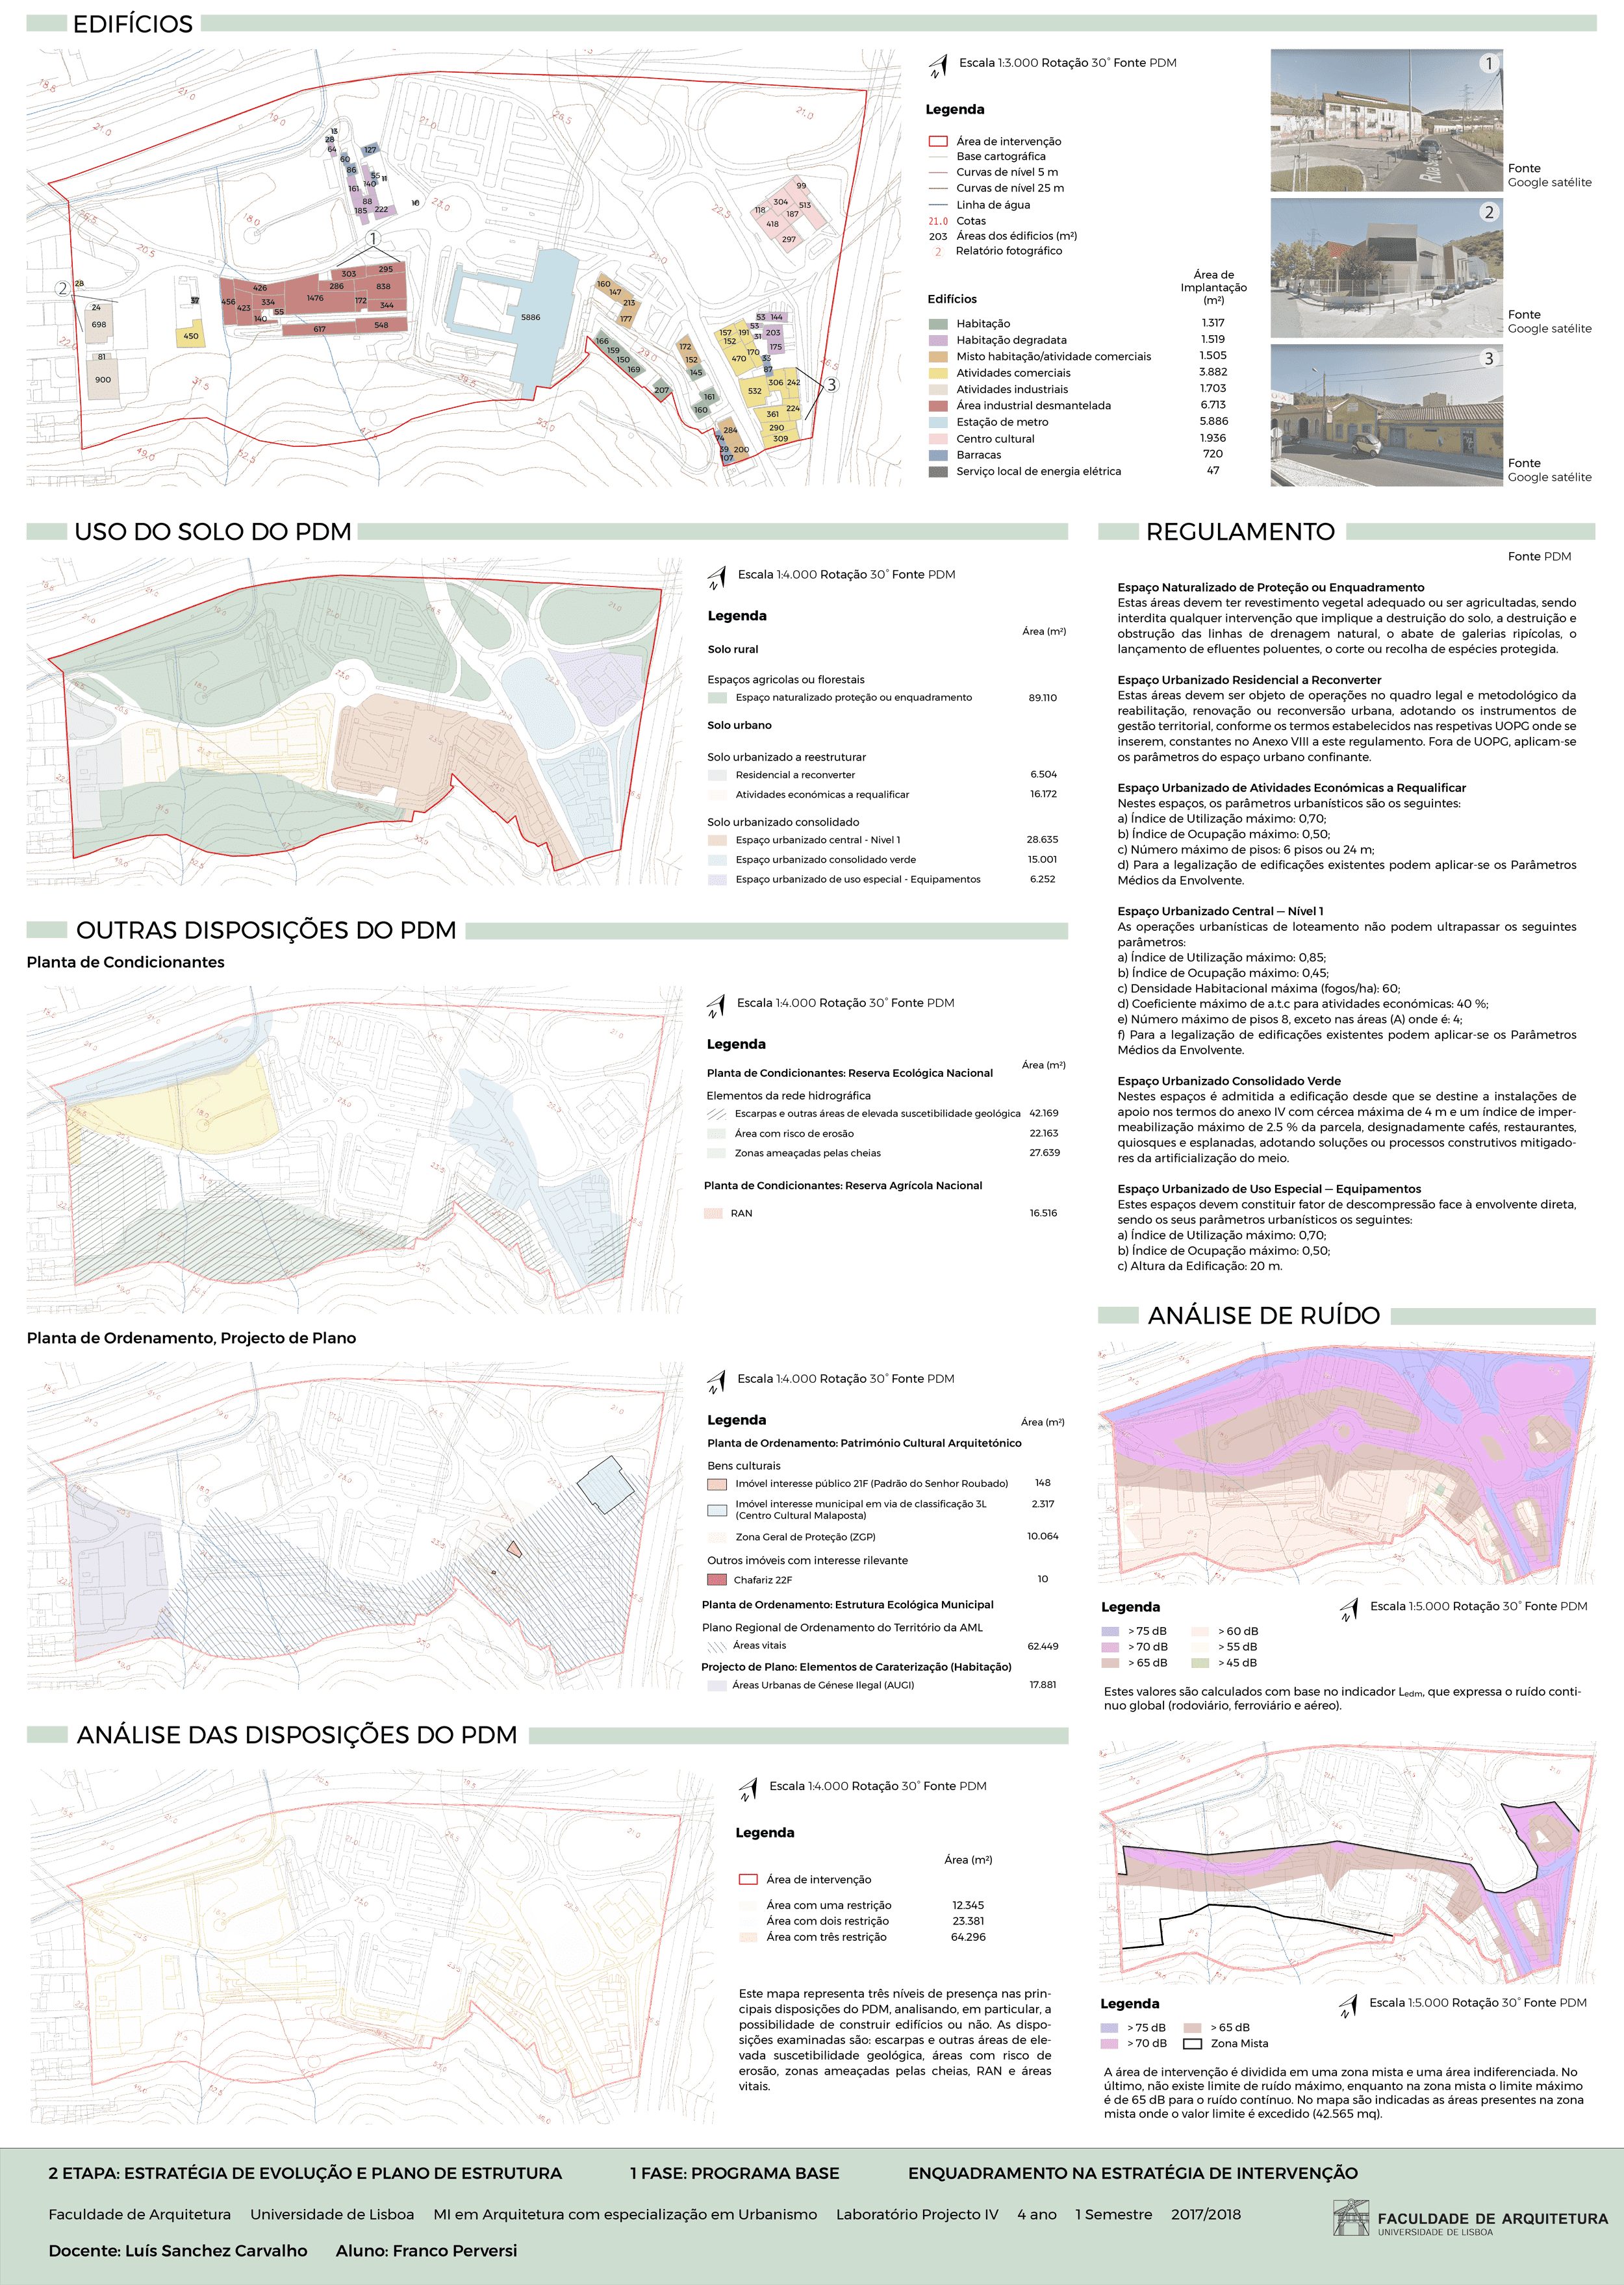 EDIFÍCIOS
Escala 1:3.000 Rotação 30° Fonte PDM
N
Legenda
Área de intervenção
Base cartográfica
Curvas de nível 5 m
Curvas de nível 25 m
Linha de água
21.0 Cotas
203 Áreas dos édificios (m²)
2 Relatório fotográfico
Edifícios
Área de
Implantação
(m²)
Habitação 1.317
Habitação degradata 1.519
Misto habitação/atividade comerciais 1.505
Atividades comerciais 3.882
Atividades industriais 1.703
Área industrial desmantelada 6.713
Estação de metro 5.886
Centro cultural 1.936
Barracas 720
Serviço local de energia elétrica 47
1
Fonte
Google satélite
2
Fonte
Google satélite
3
Fonte
Google satélite
USO DO SOLO DO PDM
Escala 1:4.000 Rotação 30° Fonte PDM
N
Legenda
Área (m²)
Solo rural
Espaços agricolas ou florestais
Espaço naturalizado proteção ou enquadramento 89.110
Solo urbano
Solo urbanizado a reestruturar
Residencial a reconverter 6.504
Atividades económicas a requalificar 16.172
Solo urbanizado consolidado
Espaço urbanizado central - Nivel 1 28.635
Espaço urbanizado consolidado verde 15.001
Espaço urbanizado de uso especial - Equipamentos 6.252
OUTRAS DISPOSIÇÕES DO PDM
Planta de Condicionantes
Escala 1:4.000 Rotação 30° Fonte PDM
N
Legenda
Área (m²)
Planta de Condicionantes: Reserva Ecológica Nacional
Elementos da rede hidrográfica
Escarpas e outras áreas de elevada suscetibilidade geológica 42.169
Área com risco de erosão 22.163
Zonas ameaçadas pelas cheias 27.639
Planta de Condicionantes: Reserva Agrícola Nacional
RAN 16.516
Planta de Ordenamento, Projecto de Plano
Escala 1:4.000 Rotação 30° Fonte PDM
N
Legenda
Área (m²)
Planta de Ordenamento: Património Cultural Arquitetónico
Bens culturais
Imóvel interesse público 21F (Padrão do Senhor Roubado) 148
Imóvel interesse municipal em via de classificação 3L 2.317
(Centro Cultural Malaposta)
Zona Geral de Proteção (ZGP) 10.064
Outros imóveis com interesse rilevante
Chafariz 22F 10
Planta de Ordenamento: Estrutura Ecológica Municipal
Plano Regional de Ordenamento do Território da AML
Áreas vitais 62.449
Projecto de Plano: Elementos de Caraterização (Habitação)
Áreas Urbanas de Génese Ilegal (AUGI) 17.881
ANÁLISE DAS DISPOSIÇÕES DO PDM
Escala 1:4.000 Rotação 30° Fonte PDM
N
Legenda
Área (m²)
Área de intervenção
Área com uma restrição 12.345
Área com dois restrição 23.381
Área com três restrição 64.296
Este mapa representa três níveis de presença nas prin-
cipais disposições do PDM, analisando, em particular, a
possibilidade de construir edifícios ou não. As dispo-
sições examinadas são: escarpas e outras áreas de ele-
vada suscetibilidade geológica, áreas com risco de
erosão, zonas ameaçadas pelas cheias, RAN e áreas
vitais.
REGULAMENTO
Fonte PDM
Espaço Naturalizado de Proteção ou Enquadramento
Estas áreas devem ter revestimento vegetal adequado ou ser agricultadas, sendo
interdita qualquer intervenção que implique a destruição do solo, a destruição e
obstrução das linhas de drenagem natural, o abate de galerias ripícolas, o
lançamento de efluentes poluentes, o corte ou recolha de espécies protegida.
Espaço Urbanizado Residencial a Reconverter
Estas áreas devem ser objeto de operações no quadro legal e metodológico da
reabilitação, renovação ou reconversão urbana, adotando os instrumentos de
gestão territorial, conforme os termos estabelecidos nas respetivas UOPG onde se
inserem, constantes no Anexo VIII a este regulamento. Fora de UOPG, aplicam-se
os parâmetros do espaço urbano confinante.
Espaço Urbanizado de Atividades Económicas a Requalificar
Nestes espaços, os parâmetros urbanísticos são os seguintes:
a) Índice de Utilização máximo: 0,70;
b) Índice de Ocupação máximo: 0,50;
c) Número máximo de pisos: 6 pisos ou 24 m;
d) Para a legalização de edificações existentes podem aplicar-se os Parâmetros
Médios da Envolvente.
Espaço Urbanizado Central — Nível 1
As operações urbanísticas de loteamento não podem ultrapassar os seguintes
parâmetros:
a) Índice de Utilização máximo: 0,85;
b) Índice de Ocupação máximo: 0,45;
c) Densidade Habitacional máxima (fogos/ha): 60;
d) Coeficiente máximo de a.t.c para atividades económicas: 40 %;
e) Número máximo de pisos 8, exceto nas áreas (A) onde é: 4;
f) Para a legalização de edificações existentes podem aplicar-se os Parâmetros
Médios da Envolvente.
Espaço Urbanizado Consolidado Verde
Nestes espaços é admitida a edificação desde que se destine a instalações de
apoio nos termos do anexo IV com cércea máxima de 4 m e um índice de imper-
meabilização máximo de 2.5 % da parcela, designadamente cafés, restaurantes,
quiosques e esplanadas, adotando soluções ou processos construtivos mitigado-
res da artificialização do meio.
Espaço Urbanizado de Uso Especial — Equipamentos
Estes espaços devem constituir fator de descompressão face à envolvente direta,
sendo os seus parâmetros urbanísticos os seguintes:
a) Índice de Utilização máximo: 0,70;
b) Índice de Ocupação máximo: 0,50;
c) Altura da Edificação: 20 m.
ANÁLISE DE RUÍDO
Legenda
N
Escala 1:5.000 Rotação 30° Fonte PDM
> 75 dB > 60 dB
> 70 dB > 55 dB
> 65 dB > 45 dB
Estes valores são calculados com base no indicador Ledm, que expressa o ruído conti-
nuo global (rodoviário, ferroviário e aéreo).
Legenda
N
Escala 1:5.000 Rotação 30° Fonte PDM
> 75 dB > 65 dB
> 70 dB Zona Mista
A área de intervenção é dividida em uma zona mista e uma área indiferenciada. No
último, não existe limite de ruído máximo, enquanto na zona mista o limite máximo
é de 65 dB para o ruído contínuo. No mapa são indicadas as áreas presentes na zona
mista onde o valor limite é excedido (42.565 mq).
2 ETAPA: ESTRATÉGIA DE EVOLUÇÃO E PLANO DE ESTRUTURA 1 FASE: PROGRAMA BASE ENQUADRAMENTO NA ESTRATÉGIA DE INTERVENÇÃO
Faculdade de Arquitetura Universidade de Lisboa MI em Arquitetura com especialização em Urbanismo Laboratório Projecto IV 4 ano 1 Semestre 2017/2018
Docente: Luís Sanchez Carvalho Aluno: Franco Perversi
FACULDADE DE ARQUITETURA
UNIVERSIDADE DE LISBOA